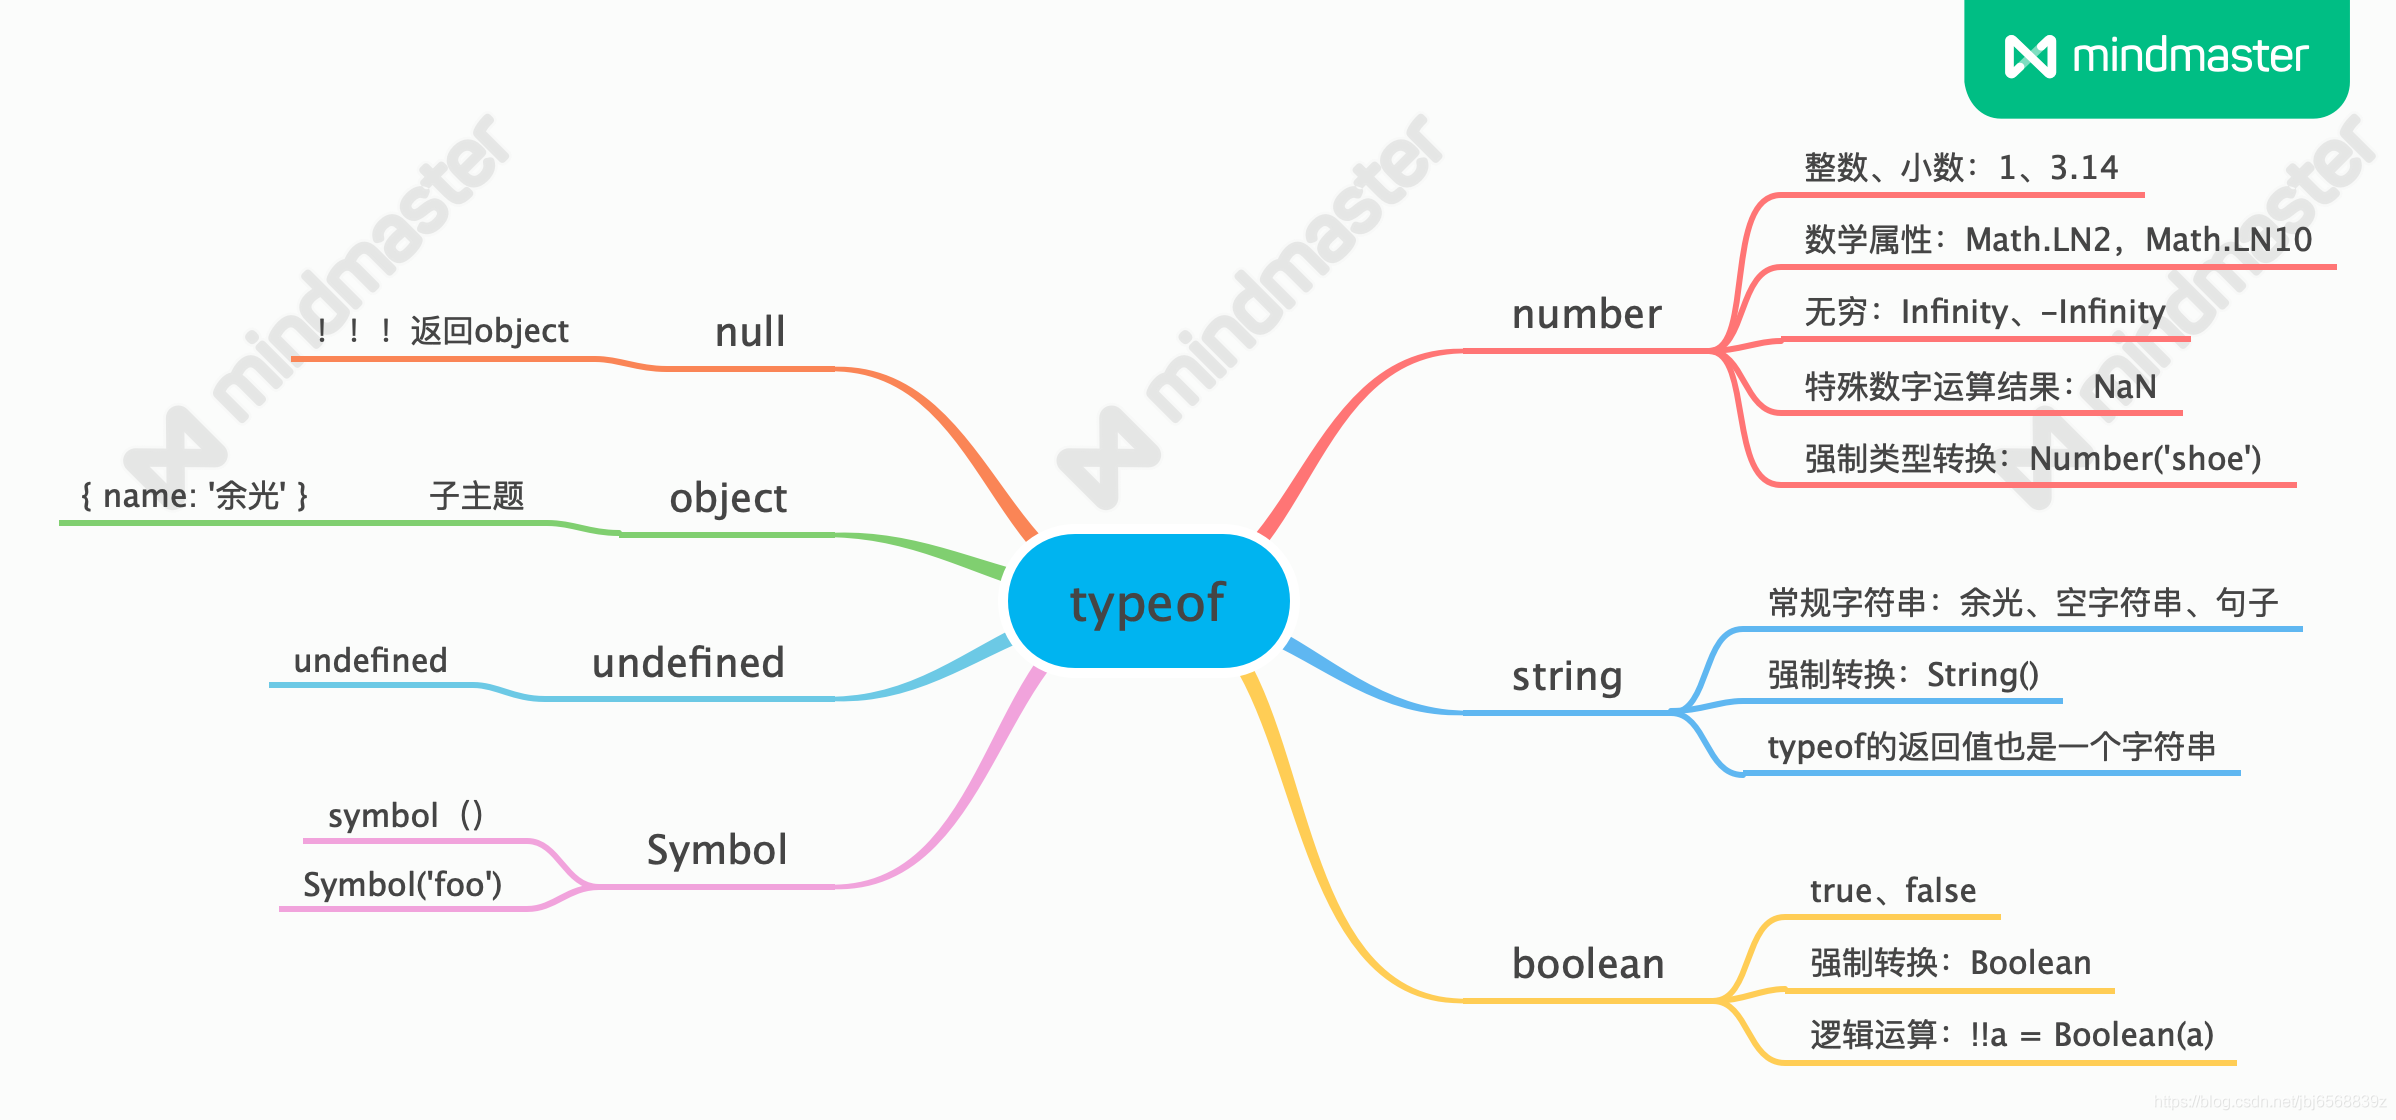 mindmaster
typeof
number
整数、小数：1、3.14
数学属性：Math.LN2，Math.LN10
无穷：Infinity、-Infinity
特殊数字运算结果：NaN
强制类型转换：Number('shoe')
string
常规字符串：余光、空字符串、句子
强制转换：String()
typeof的返回值也是一个字符串
boolean
true、false
强制转换：Boolean
逻辑运算：!!a = Boolean(a)
null
！！！返回object
object
{ name: '余光' } 子主题
undefined
undefined
Symbol
symbol（）
Symbol('foo')
mindmaster
mindmaster
mindmaster
https://blog.csdn.net/jbj6568839z